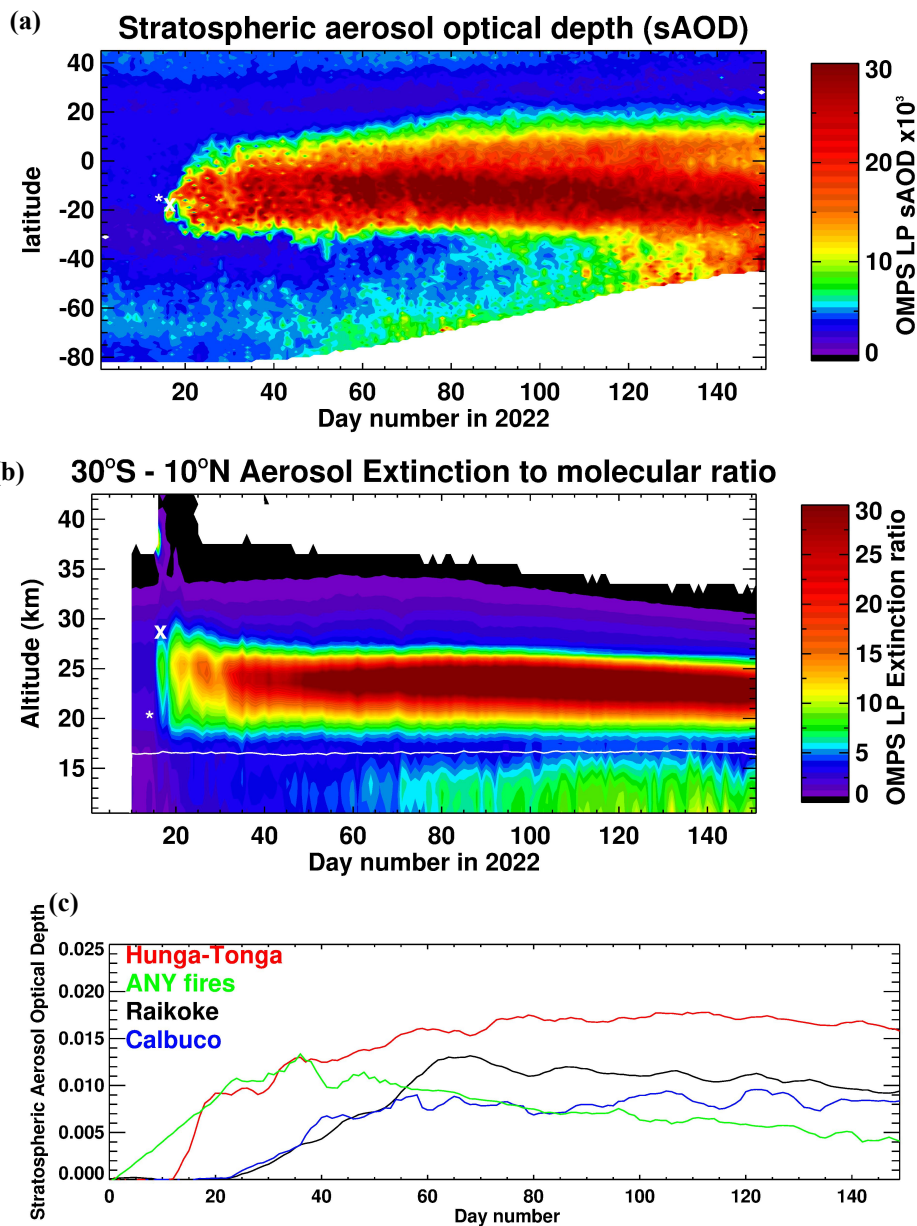 (a)
Stratospheric aerosol optical depth (sAOD)
latitude
40
20
0
-20
-40
-60
-80
*
x
20 40 60 80 100 120 140
Day number in 2022
30
20
10
0
OMPS LP sAOD x10³
b)
30°S - 10°N Aerosol Extinction to molecular ratio
Altitude (km)
40
35
30
25
20
15
x
*
20 40 60 80 100 120 140
Day number in 2022
30
25
20
15
10
5
0
OMPS LP Extinction ratio
(c)
Stratospheric Aerosol Optical Depth
0.025
0.020
0.015
0.010
0.005
0.000
Hunga-Tonga
ANY fires
Raikoke
Calbuco
0 20 40 60 80 100 120 140
Day number